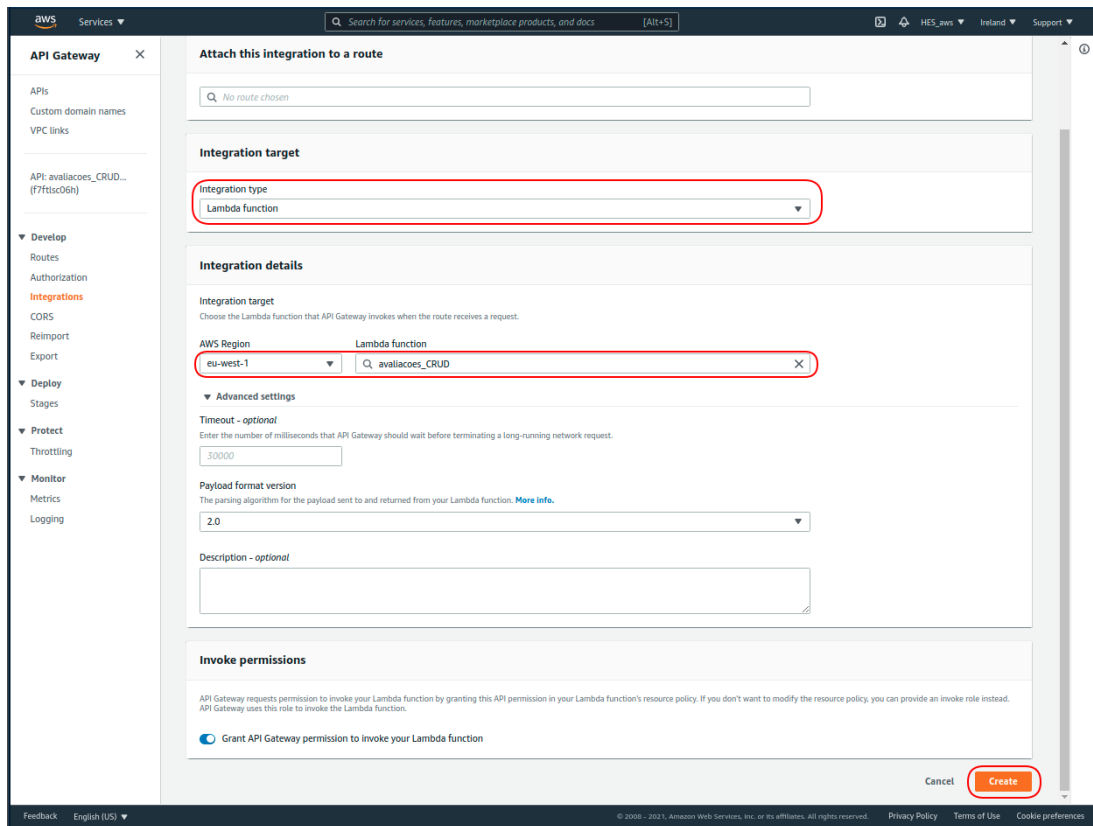 aws Services ▼ Search for services, features, marketplace products, and docs [Alt+S] HES_aws ▼ Ireland ▼ Support ▼
API Gateway
APIs
Custom domain names
VPC links
API: avaliacoes_CRUD...
(f7ftlsc06h)
▼ Develop
Routes
Authorization
Integrations
CORS
Reimport
Export
▼ Deploy
Stages
▼ Protect
Throttling
▼ Monitor
Metrics
Logging
Attach this integration to a route
No route chosen
Integration target
Integration type
Lambda function
Integration details
Integration target
Choose the Lambda function that API Gateway invokes when the route receives a request.
AWS Region Lambda function
eu-west-1 avaliacoes_CRUD
▼ Advanced settings
Timeout - optional
Enter the number of milliseconds that API Gateway should wait before terminating a long-running network request.
30000
Payload format version
The parsing algorithm for the payload sent to and returned from your Lambda function. More info.
2.0
Description - optional
Invoke permissions
API Gateway requests permission to invoke your Lambda function by granting this API permission in your Lambda function's resource policy. If you don't want to modify the resource policy, you can provide an invoke role instead.
API Gateway uses this role to invoke the Lambda function.
Grant API Gateway permission to invoke your Lambda function
Cancel Create
Feedback English (US) ▼ © 2008 - 2021, Amazon Web Services, Inc. or its affiliates. All rights reserved. Privacy Policy Terms of Use Cookie preferences